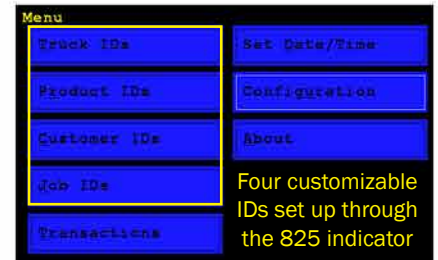 Menu
Truck IDs
Set Date/Time
Product IDs
Configuration
Customer IDs
About
Job IDs
Transactions
Four customizable
IDs set up through
the 825 indicator